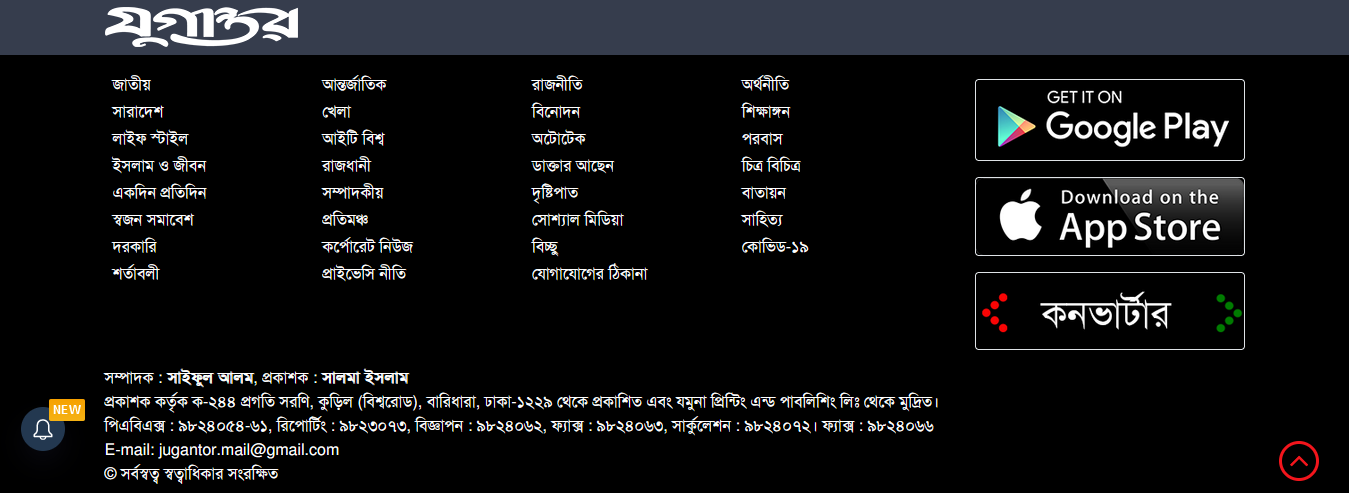 যুগান্তর
জাতীয়
আন্তর্জাতিক
রাজনীতি
অর্থনীতি
সারাদেশ
খেলা
বিনোদন
শিক্ষাঙ্গন
লাইফ স্টাইল
আইটি বিশ্ব
অটোটেক
পরবাস
ইসলাম ও জীবন
রাজধানী
ডাক্তার আছেন
চিত্র বিচিত্র
একদিন প্রতিদিন
সম্পাদকীয়
দৃষ্টিপাত
বাতায়ন
স্বজন সমাবেশ
প্রতিমঞ্চ
সোশ্যাল মিডিয়া
সাহিত্য
দরকারি
কর্পোরেট নিউজ
বিচ্ছু
কোভিড-১৯
শর্তাবলী
প্রাইভেসি নীতি
যোগাযোগের ঠিকানা
GET IT ON
Google Play
Download on the
App Store
কনভার্টার
সম্পাদক : সাইফুল আলম, প্রকাশক : সালমা ইসলাম
প্রকাশক কর্তৃক ক-২৪৪ প্রগতি সরণি, কুড়িল (বিশ্বরোড), বারিধারা, ঢাকা-১২২৯ থেকে প্রকাশিত এবং যমুনা প্রিন্টিং এন্ড পাবলিশিং লিঃ থেকে মুদ্রিত।
পিএবিএক্স : ৯৮২৪০৫৪-৬১, রিপোর্টিং : ৯৮২৩০৭৩, বিজ্ঞাপন : ৯৮২৪০৬২, ফ্যাক্স : ৯৮২৪০৬৩, সার্কুলেশন : ৯৮২৪০৭২। ফ্যাক্স : ৯৮২৪০৬৬
E-mail: jugantor.mail@gmail.com
© সর্বস্বত্ব স্বত্বাধিকার সংরক্ষিত
NEW